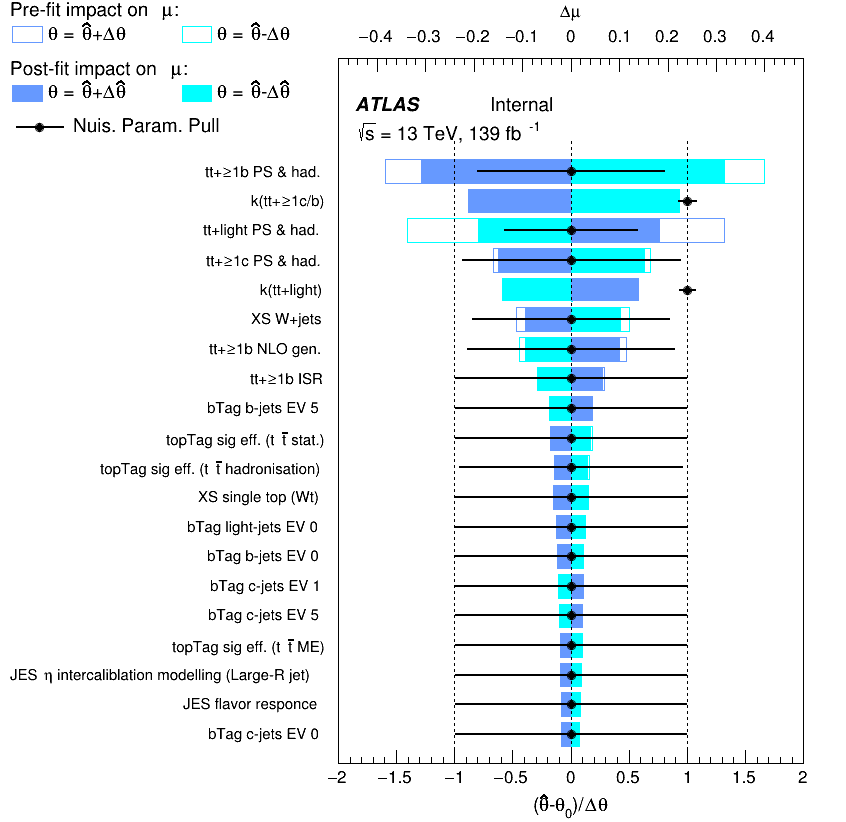 Pre-fit impact on μ:
θ = θ̂+Δθ θ = θ̂-Δθ
Post-fit impact on μ:
θ = θ̂+Δθ̂ θ = θ̂-Δθ̂
Nuis. Param. Pull
Δμ
−0.4 −0.3 −0.2 −0.1 0 0.1 0.2 0.3 0.4
ATLAS Internal
√s = 13 TeV, 139 fb -1
tt+≥1b PS & had.
k(tt+≥1c/b)
tt+light PS & had.
tt+≥1c PS & had.
k(tt+light)
XS W+jets
tt+≥1b NLO gen.
tt+≥1b ISR
bTag b-jets EV 5
topTag sig eff. (t t̄ stat.)
topTag sig eff. (t t̄ hadronisation)
XS single top (Wt)
bTag light-jets EV 0
bTag b-jets EV 0
bTag c-jets EV 1
bTag c-jets EV 5
topTag sig eff. (t t̄ ME)
JES η intercaliblation modelling (Large-R jet)
JES flavor responce
bTag c-jets EV 0
−2 −1.5 −1 −0.5 0 0.5 1 1.5 2
(θ̂-θ₀)/Δθ